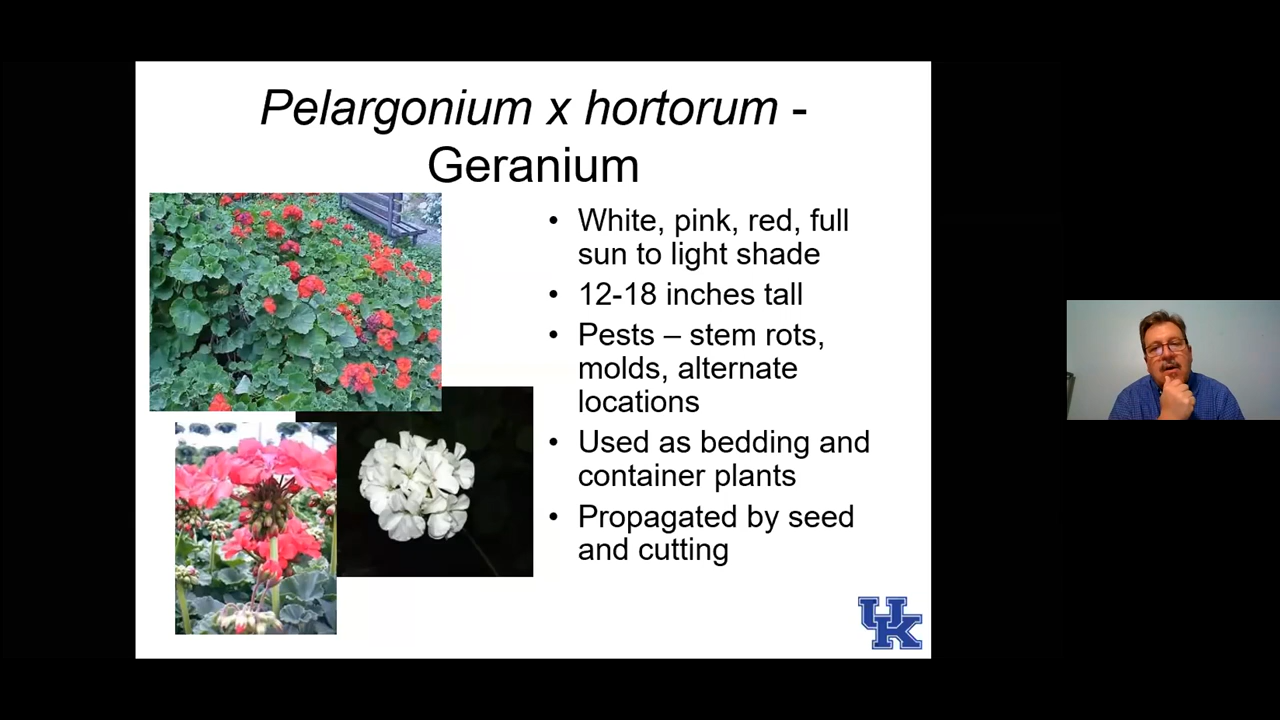 Pelargonium x hortorum -
Geranium
• White, pink, red, full
sun to light shade
• 12-18 inches tall
• Pests – stem rots,
molds, alternate
locations
• Used as bedding and
container plants
• Propagated by seed
and cutting
UK